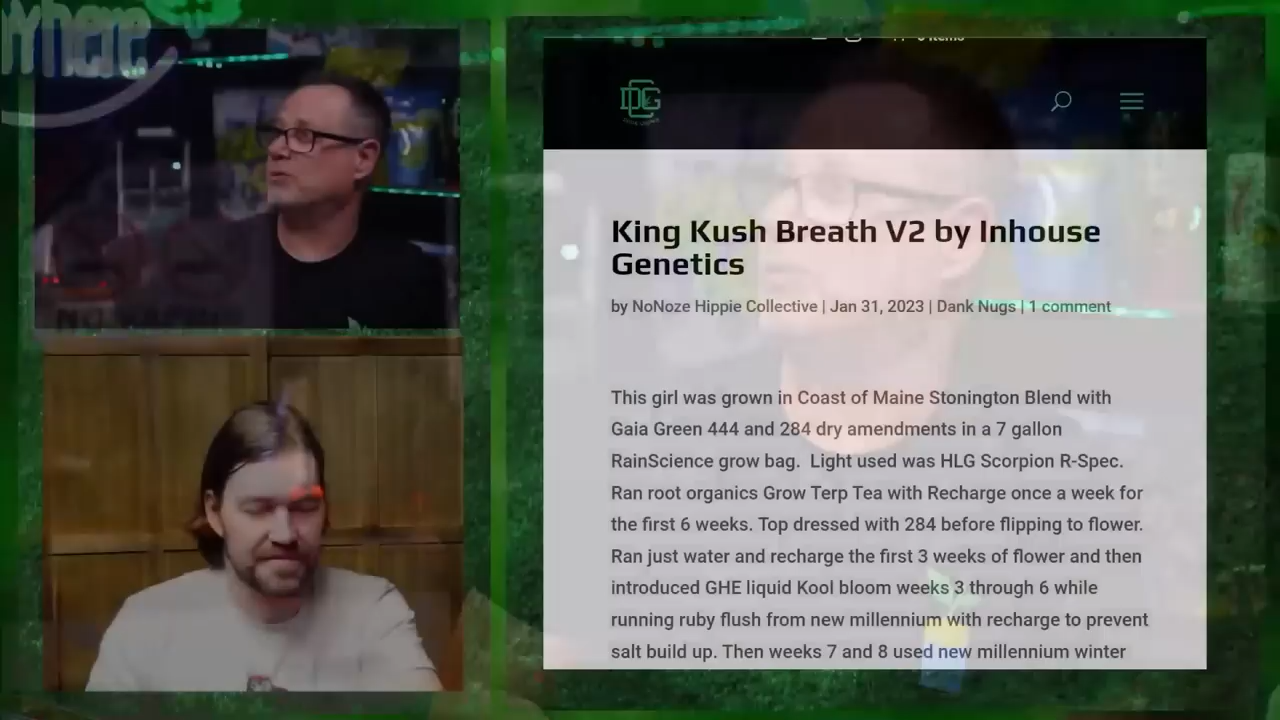 where
0 items
DGC
King Kush Breath V2 by Inhouse
Genetics
by NoNoze Hippie Collective | Jan 31, 2023 | Dank Nugs | 1 comment
This girl was grown in Coast of Maine Stonington Blend with
Gaia Green 444 and 284 dry amendments in a 7 gallon
RainScience grow bag. Light used was HLG Scorpion R-Spec.
Ran root organics Grow Terp Tea with Recharge once a week for
the first 6 weeks. Top dressed with 284 before flipping to flower.
Ran just water and recharge the first 3 weeks of flower and then
introduced GHE liquid Kool bloom weeks 3 through 6 while
running ruby flush from new millennium with recharge to prevent
salt build up. Then weeks 7 and 8 used new millennium winter